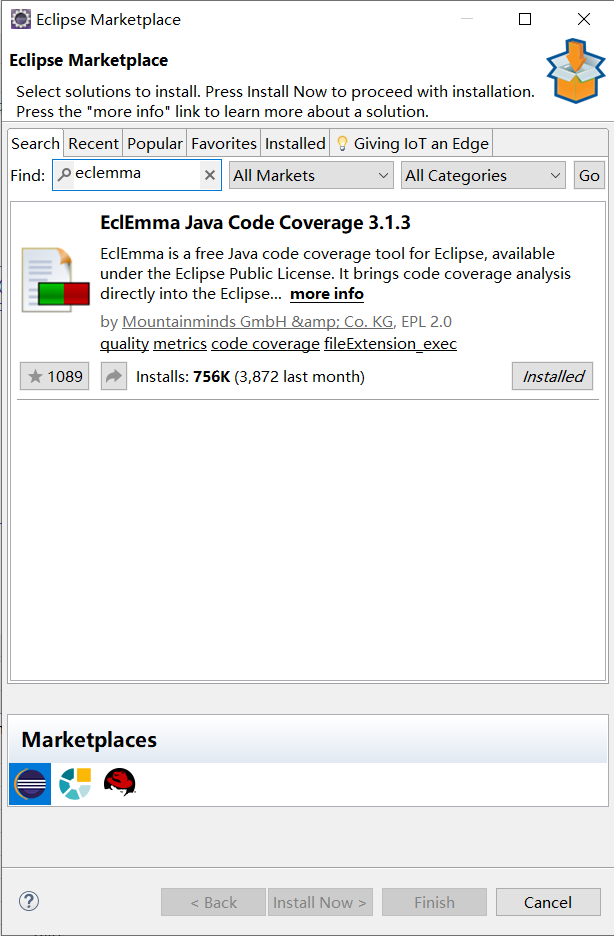 Eclipse Marketplace
Eclipse Marketplace
Select solutions to install. Press Install Now to proceed with installation.
Press the "more info" link to learn more about a solution.
Search Recent Popular Favorites Installed Giving IoT an Edge
Find: eclemma All Markets All Categories Go
EclEmma Java Code Coverage 3.1.3
EclEmma is a free Java code coverage tool for Eclipse, available
under the Eclipse Public License. It brings code coverage analysis
directly into the Eclipse... more info
by Mountainminds GmbH &amp; Co. KG, EPL 2.0
quality metrics code coverage fileExtension_exec
1089 Installs: 756K (3,872 last month) Installed
Marketplaces
? < Back Install Now > Finish Cancel